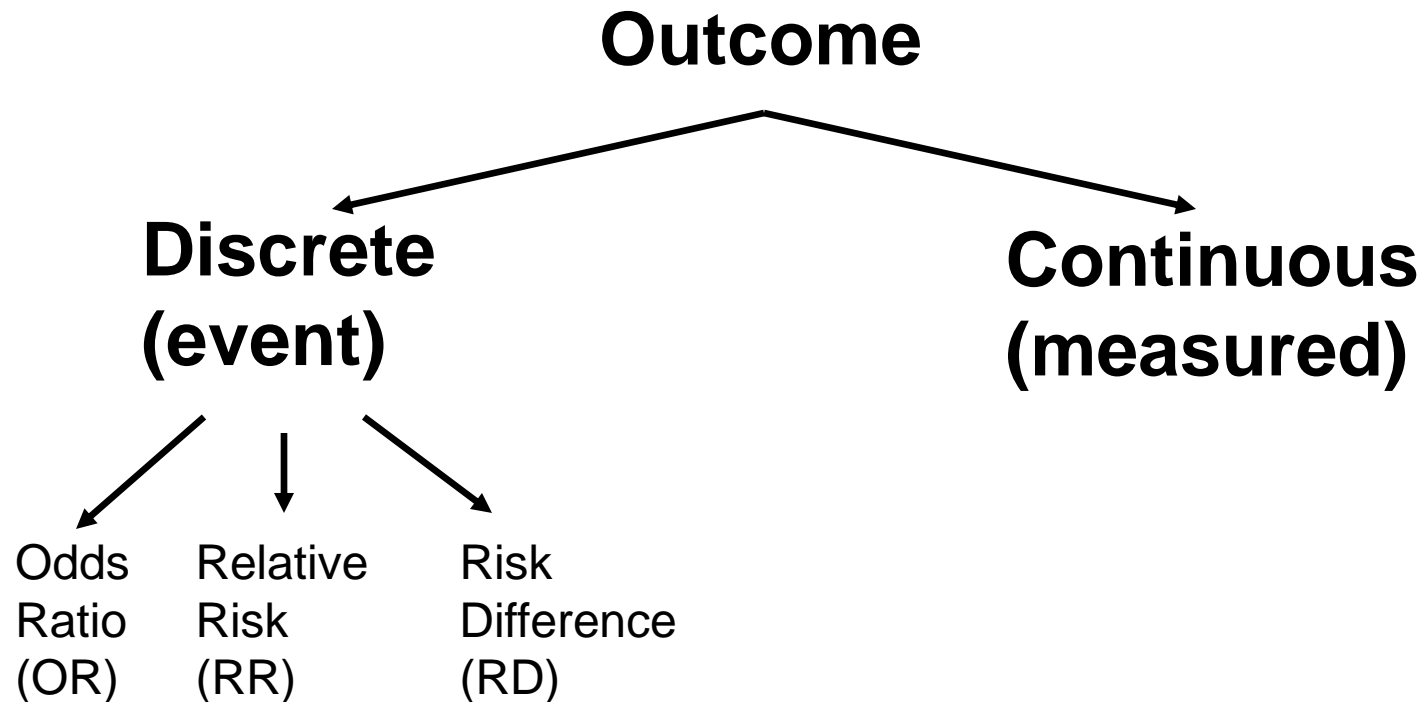 Outcome
Discrete
(event)
Continuous
(measured)
Odds
Ratio
(OR)
Relative
Risk
(RR)
Risk
Difference
(RD)